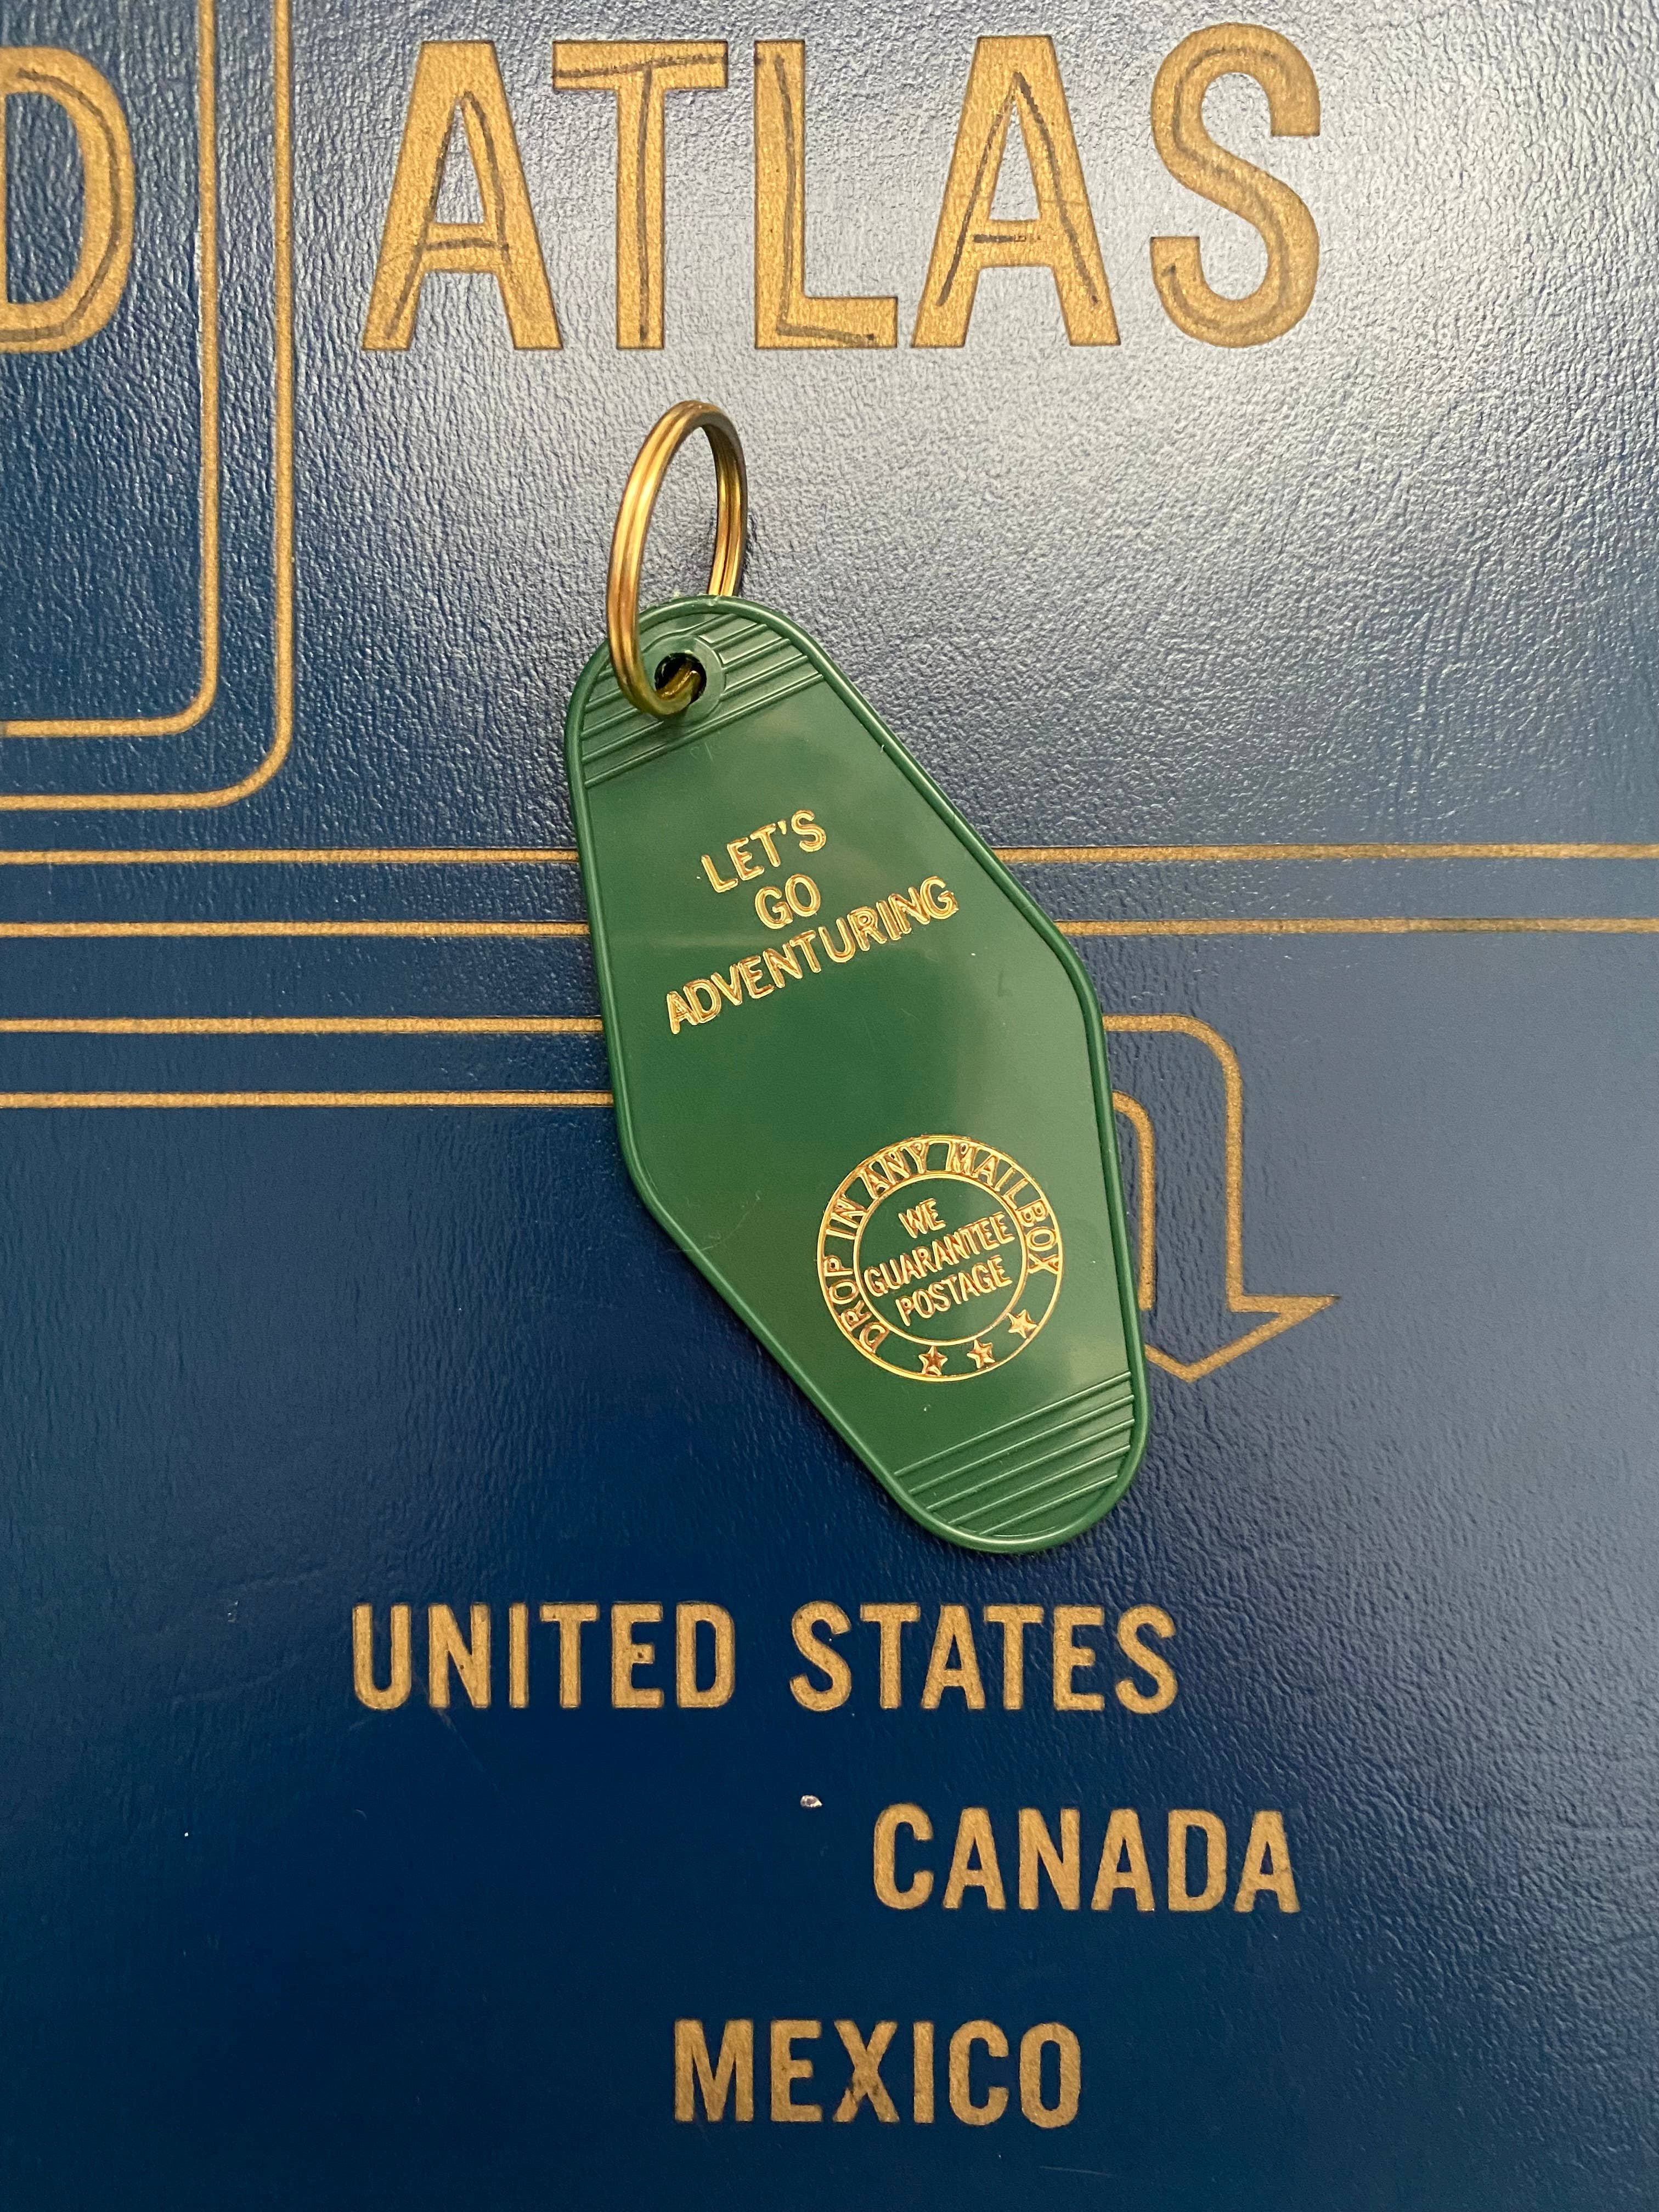 D ATLAS
LET'S
GO
ADVENTURING
DROP IN ANY MAILBOX
WE
GUARANTEE
POSTAGE
UNITED STATES
CANADA
MEXICO